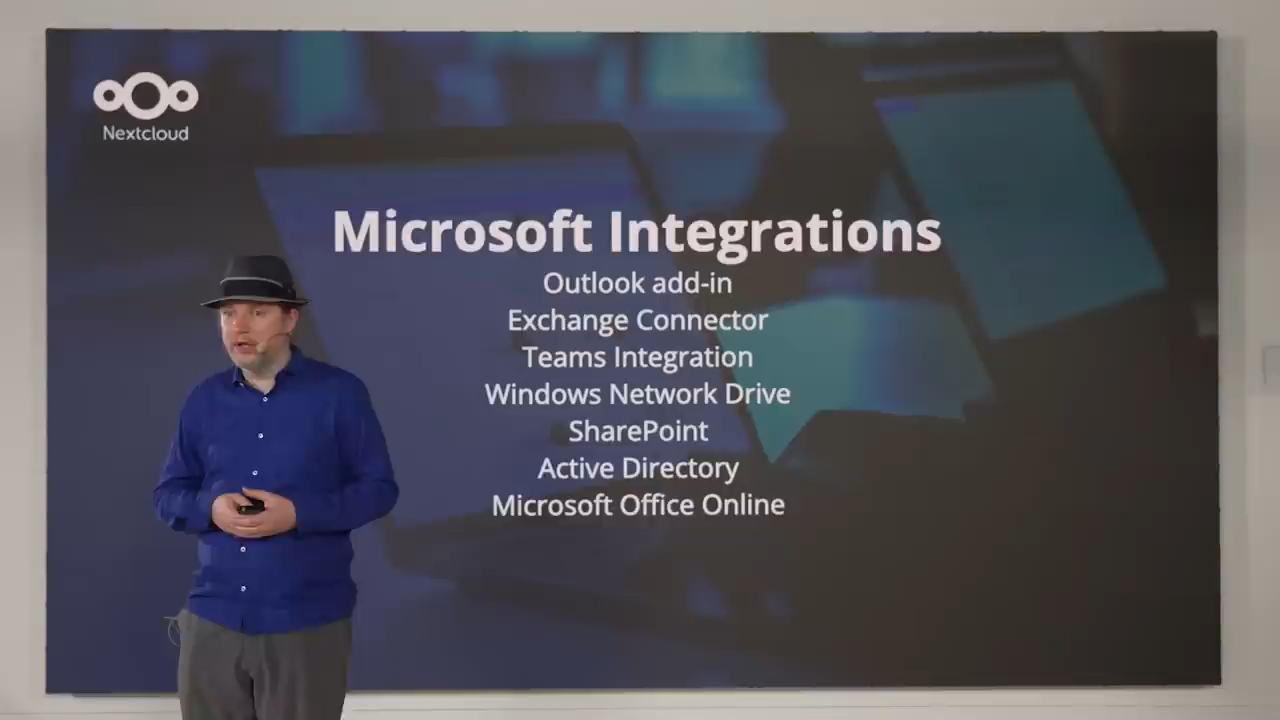 Nextcloud
Microsoft Integrations
Outlook add-in
Exchange Connector
Teams Integration
Windows Network Drive
SharePoint
Active Directory
Microsoft Office Online